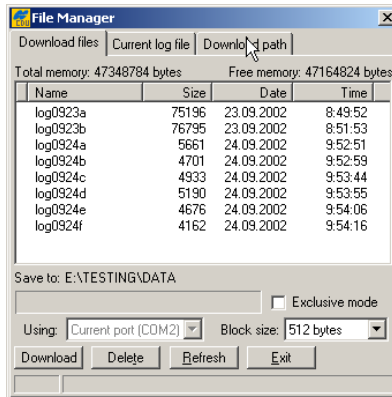 CDU File Manager
Download files Current log file Download path
Total memory: 47348784 bytes Free memory: 47164824 bytes
Name Size Date Time
log0923a 75196 23.09.2002 8:49:52
log0923b 76795 23.09.2002 8:51:53
log0924a 5661 24.09.2002 9:52:51
log0924b 4701 24.09.2002 9:52:59
log0924c 4933 24.09.2002 9:53:44
log0924d 5190 24.09.2002 9:53:55
log0924e 4676 24.09.2002 9:54:06
log0924f 4162 24.09.2002 9:54:16
Save to: E:\TESTING\DATA
Exclusive mode
Using: Current port (COM2) Block size: 512 bytes
Download Delete Refresh Exit